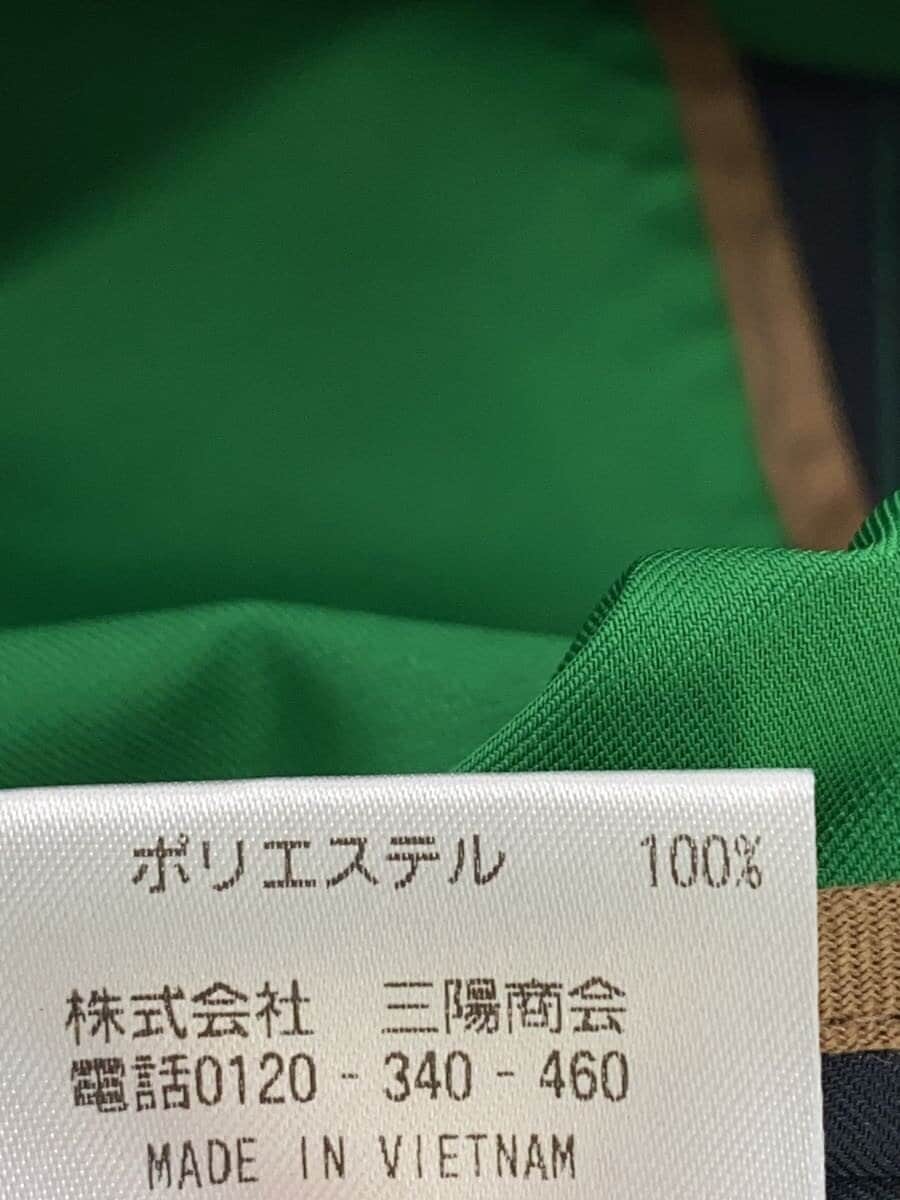 ポリエステル 100%
株式会社 三陽商会
電話0120-340-460
MADE IN VIETNAM